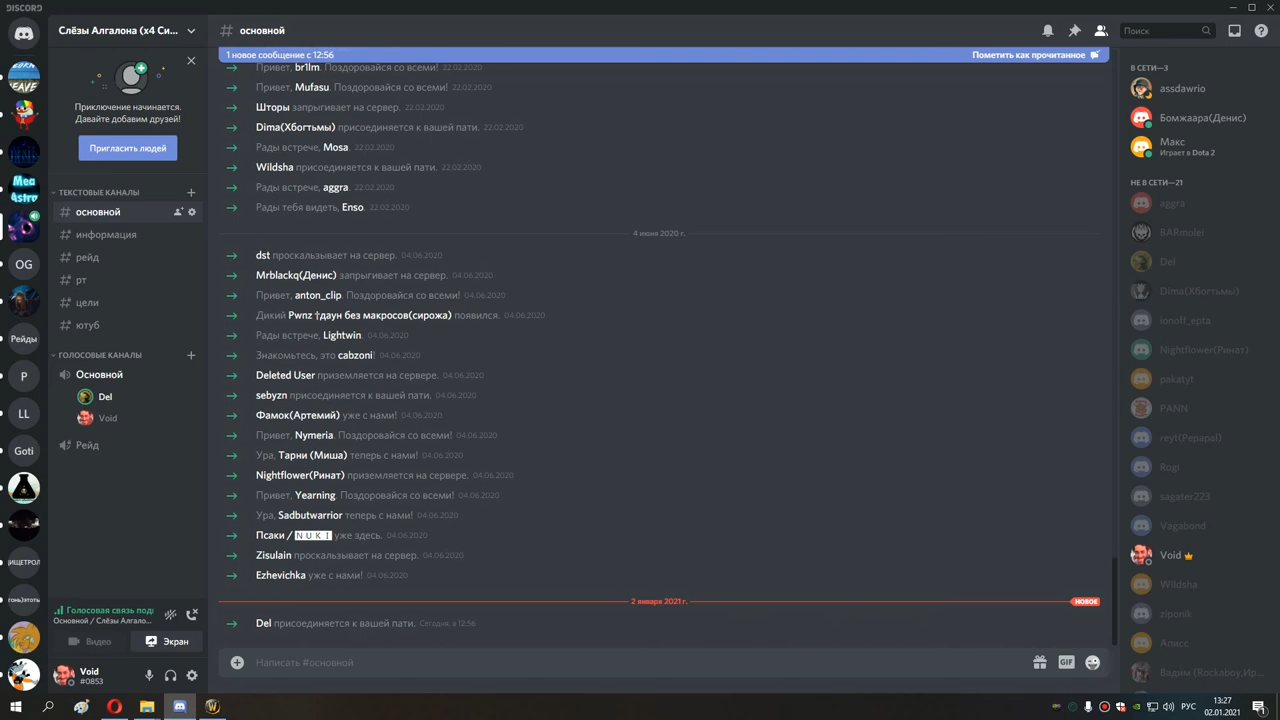 DISCORD
Слёзы Алгалона (x4 Си...
основной
Поиск
1 новое сообщение с 12:56
Пометить как прочитанное
Приключение начинается.
Давайте добавим друзей!
Пригласить людей
ТЕКСТОВЫЕ КАНАЛЫ
основной
информация
рейд
рт
цели
ютуб
ГОЛОСОВЫЕ КАНАЛЫ
Основной
Del
Void
Рейд
BORN
LEAVE
Mea
Astro
OG
Рейды
P
LL
Goti
Привет, br1lm. Поздоровайся со всеми! 22.02.2020
Привет, Mufasu. Поздоровайся со всеми! 22.02.2020
Шторы запрыгивает на сервер. 22.02.2020
Dima(Хбогтьмы) присоединяется к вашей пати. 22.02.2020
Рады встрече, Mosa. 22.02.2020
Wildsha присоединяется к вашей пати. 22.02.2020
Рады встрече, aggra. 22.02.2020
Рады тебя видеть, Enso. 22.02.2020
4 июня 2020 г.
dst проскальзывает на сервер. 04.06.2020
Mrblackq(Денис) запрыгивает на сервер. 04.06.2020
Привет, anton_clip. Поздоровайся со всеми! 04.06.2020
Дикий Pwnz †даун без макросов(сирожа) появился. 04.06.2020
Рады встрече, Lightwin. 04.06.2020
Знакомьтесь, это cabzoni! 04.06.2020
Deleted User приземляется на сервере. 04.06.2020
sebyzn присоединяется к вашей пати. 04.06.2020
Фамок(Артемий) уже с нами! 04.06.2020
Привет, Nymeria. Поздоровайся со всеми! 04.06.2020
Ура, Тарни (Миша) теперь с нами! 04.06.2020
Nightflower(Ринат) приземляется на сервере. 04.06.2020
Привет, Yearning. Поздоровайся со всеми! 04.06.2020
Ура, Sadbutwarrior теперь с нами! 04.06.2020
Псаки / NUKI уже здесь. 04.06.2020
Zisulain проскальзывает на сервер. 04.06.2020
Ezhevichka уже с нами! 04.06.2020
2 января 2021 г.
НОВОЕ
Del присоединяется к вашей пати. Сегодня, в 12:56
Написать #основной
GIF
В СЕТИ—3
assdawrio
Бомжаара(Денис)
Макс
Играет в Dota 2
НЕ В СЕТИ—21
aggra
BARmolei
Del
Dima(Хбогтьмы)
ionoff_epta
Nightflower(Ринат)
pakatyt
PANN
reyt(Pepapal)
Rogi
sagater223
Vagabond
Void
Wildsha
ziponik
Алисс
Вадим (Rockaboy,Ир...
Голосовая связь под
Основной / Слёзы Алгало...
Видео
Экран
Void
#0853
РУС
13:27
02.01.2021